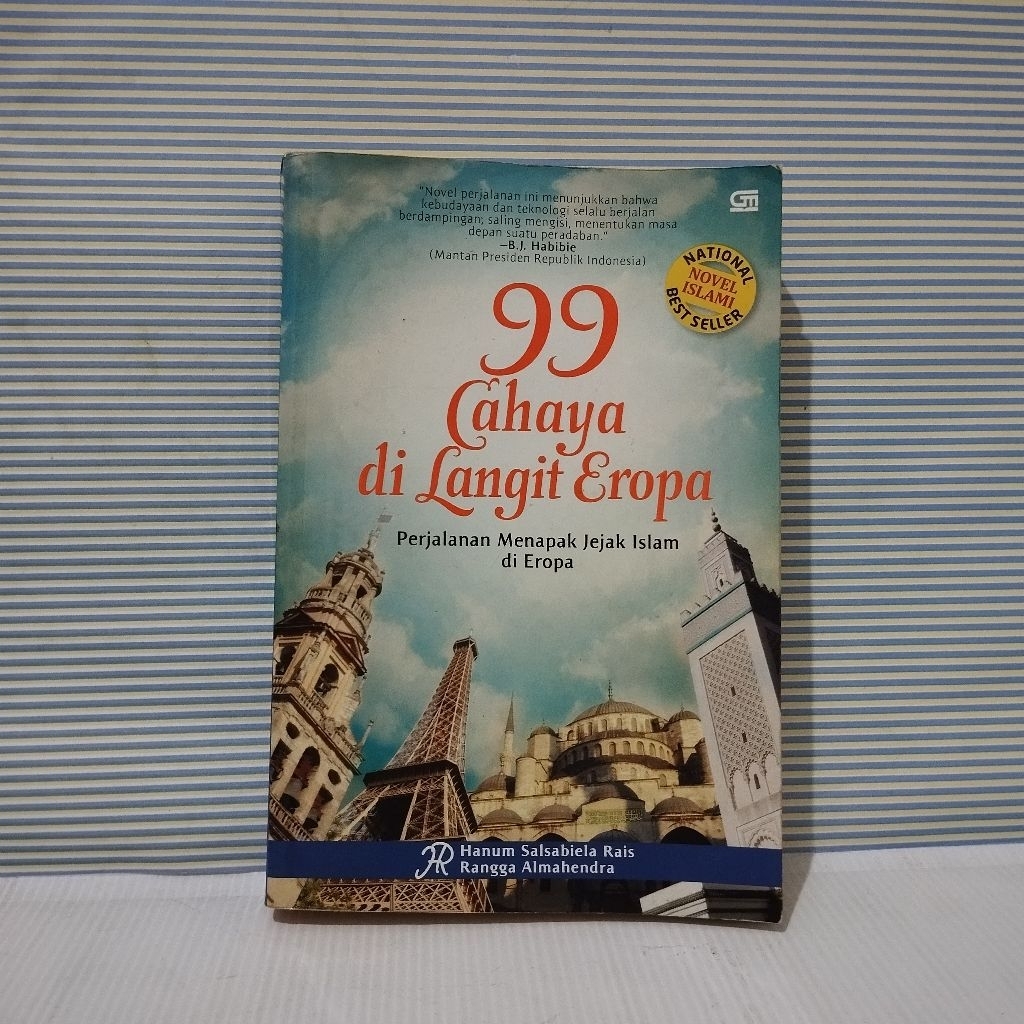 "Novel perjalanan ini menunjukkan bahwa
kebudayaan dan teknologi selalu berjalan
berdampingan; saling mengisi, menentukan masa
depan suatu peradaban."
—B.J. Habibie
(Mantan Presiden Republik Indonesia)
GM
NATIONAL
NOVEL
ISLAMI
BEST SELLER
99
Cahaya
di Langit Eropa
Perjalanan Menapak Jejak Islam
di Eropa
HR
Hanum Salsabiela Rais
Rangga Almahendra